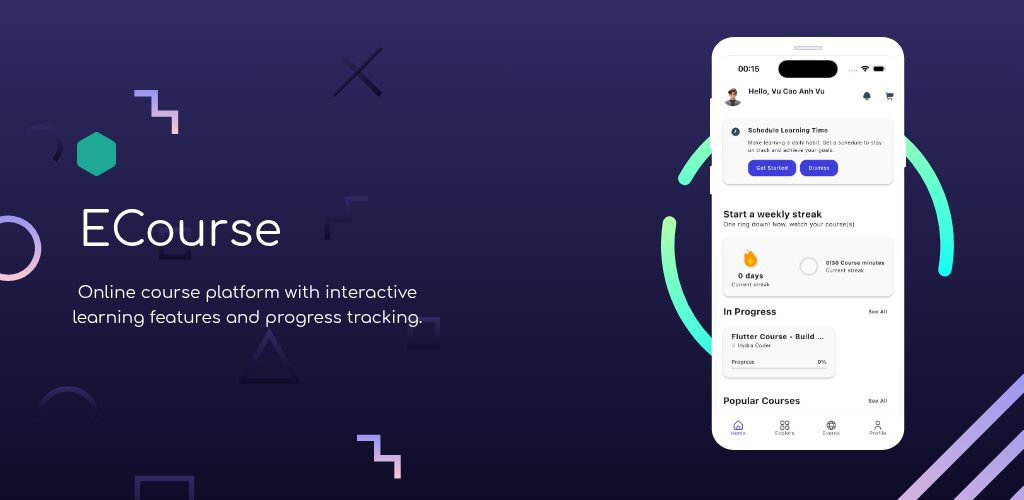 ECourse
Online course platform with interactive
learning features and progress tracking.
00:15
Hello, Vu Cao Anh Vu
Schedule Learning Time
Make learning a daily habit. Set a schedule to stay
on track and achieve your goals.
Get Started
Dismiss
Start a weekly streak
One ring down! Now, watch your course(s)
0 days
Current streak
0/30 Course minutes
Current streak
In Progress
See All
Flutter Course - Build ...
Hydra Coder
Progress
0%
Popular Courses
See All
Home
Explore
Events
Profile